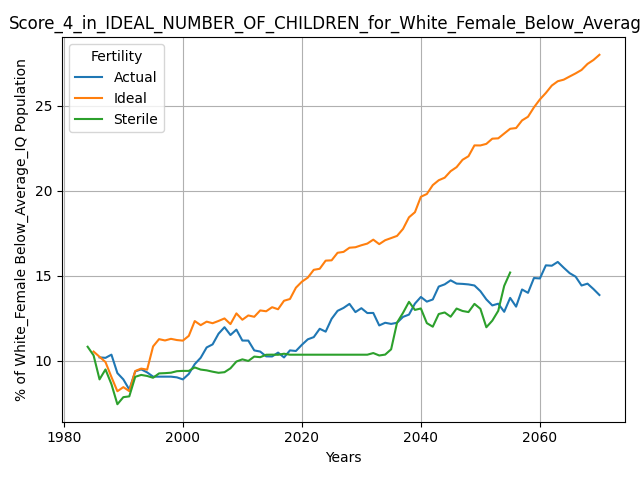 Score_4_in_IDEAL_NUMBER_OF_CHILDREN_for_White_Female_Below_Averag
% of White_Female Below_Average_IQ Population
Fertility
Actual
Ideal
Sterile
25
20
15
10
1980
2000
2020
2040
2060
Years